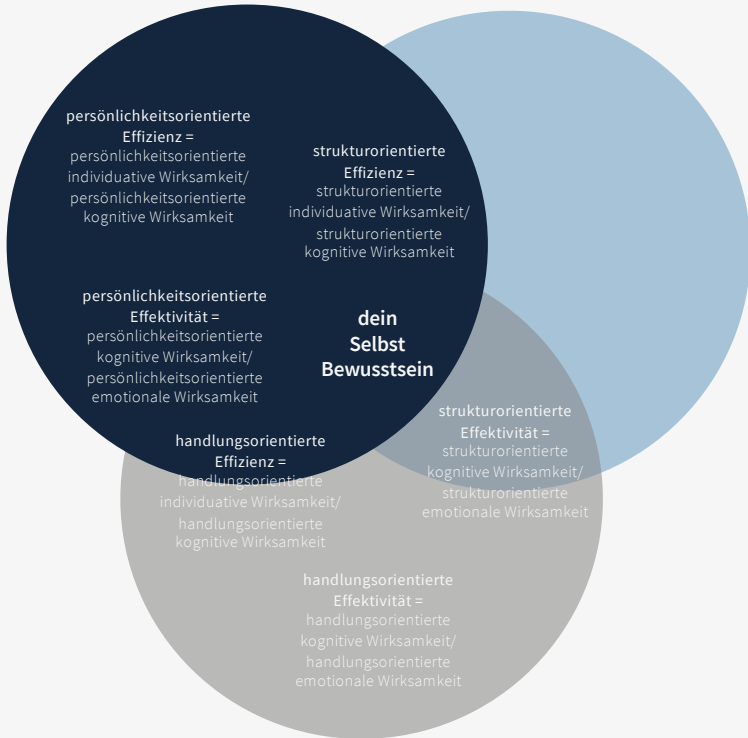 persönlichkeitsorientierte
Effizienz =
persönlichkeitsorientierte
individuative Wirksamkeit/
persönlichkeitsorientierte
kognitive Wirksamkeit
strukturorientierte
Effizienz =
strukturorientierte
individuative Wirksamkeit/
strukturorientierte
kognitive Wirksamkeit
persönlichkeitsorientierte
Effektivität =
persönlichkeitsorientierte
kognitive Wirksamkeit/
persönlichkeitsorientierte
emotionale Wirksamkeit
dein
Selbst
Bewusstsein
strukturorientierte
Effektivität =
strukturorientierte
kognitive Wirksamkeit/
strukturorientierte
emotionale Wirksamkeit
handlungsorientierte
Effizienz =
handlungsorientierte
individuative Wirksamkeit/
handlungsorientierte
kognitive Wirksamkeit
handlungsorientierte
Effektivität =
handlungsorientierte
kognitive Wirksamkeit/
handlungsorientierte
emotionale Wirksamkeit